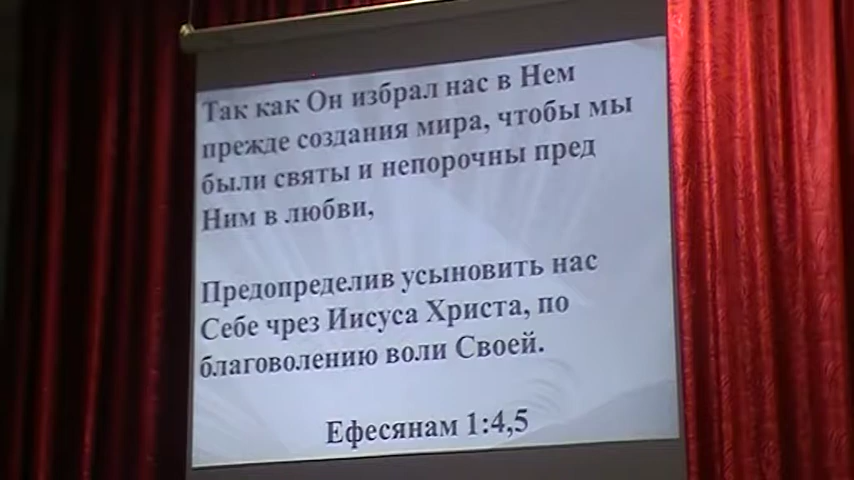 Так как Он избрал нас в Нем
прежде создания мира, чтобы мы
были святы и непорочны пред
Ним в любви,
Предопределив усыновить нас
Себе чрез Иисуса Христа, по
благоволению воли Своей.
Ефесянам 1:4,5